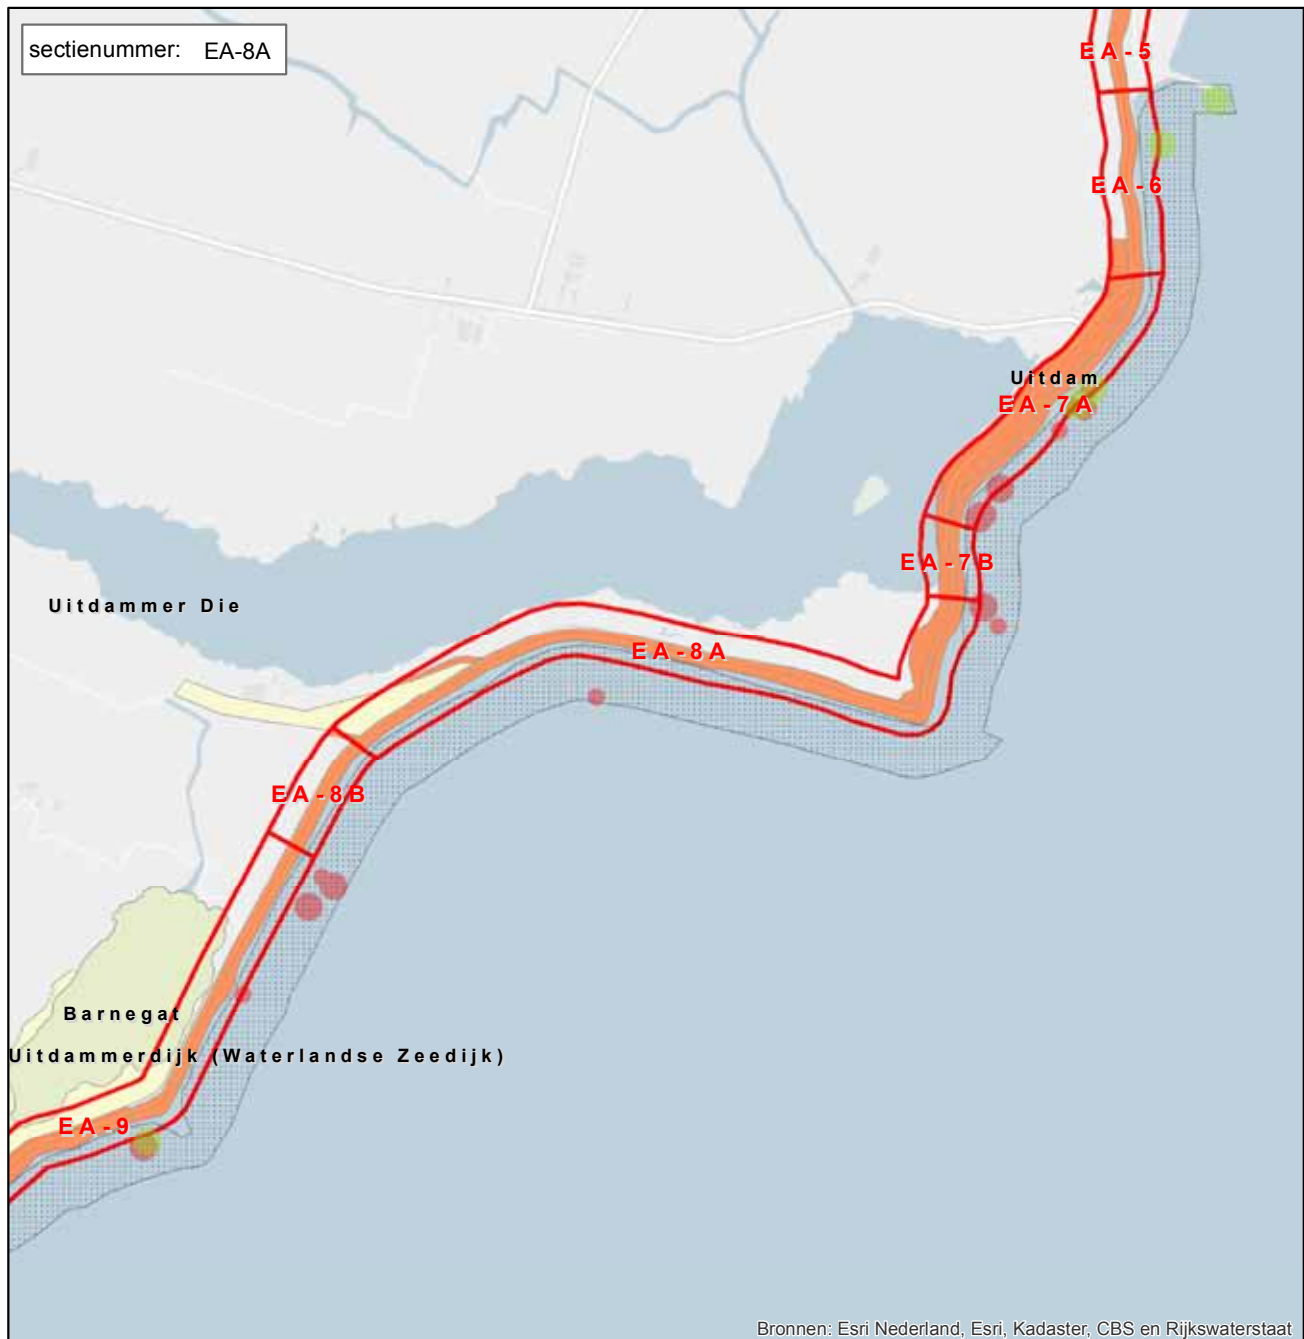 sectienummer: EA-8A
EA-5
EA-6
Uitdam
EA-7A
EA-7B
Uitdammer Die
EA-8A
EA-8B
Barnegat
Uitdammerdijk (Waterlandse Zeedijk)
EA-9
Bronnen: Esri Nederland, Esri, Kadaster, CBS en Rijkswaterstaat